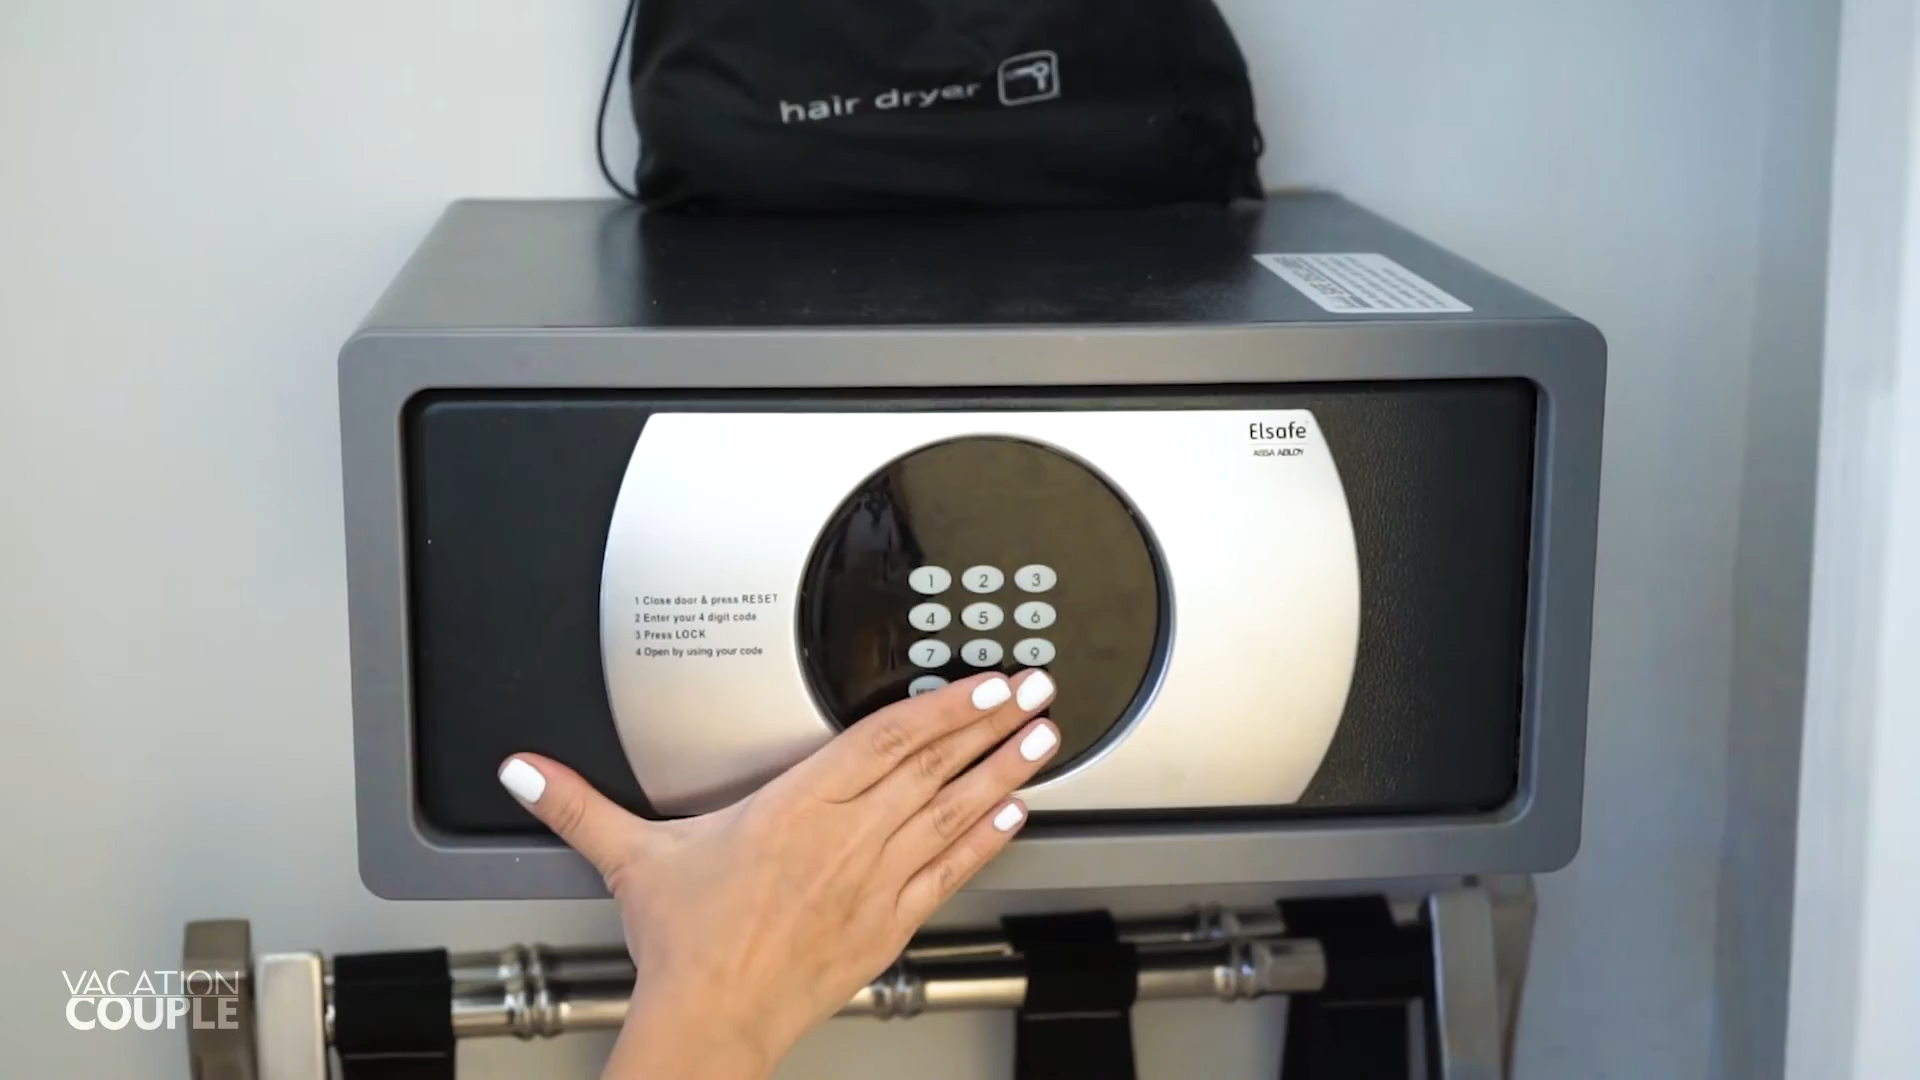 hair dryer
Elsafe
ASSA ABLOY
1 Close door & press RESET
2 Enter your 4 digit code
3 Press LOCK
4 Open by using your code
1 2 3
4 5 6
7 8 9
VACATION
COUPLE